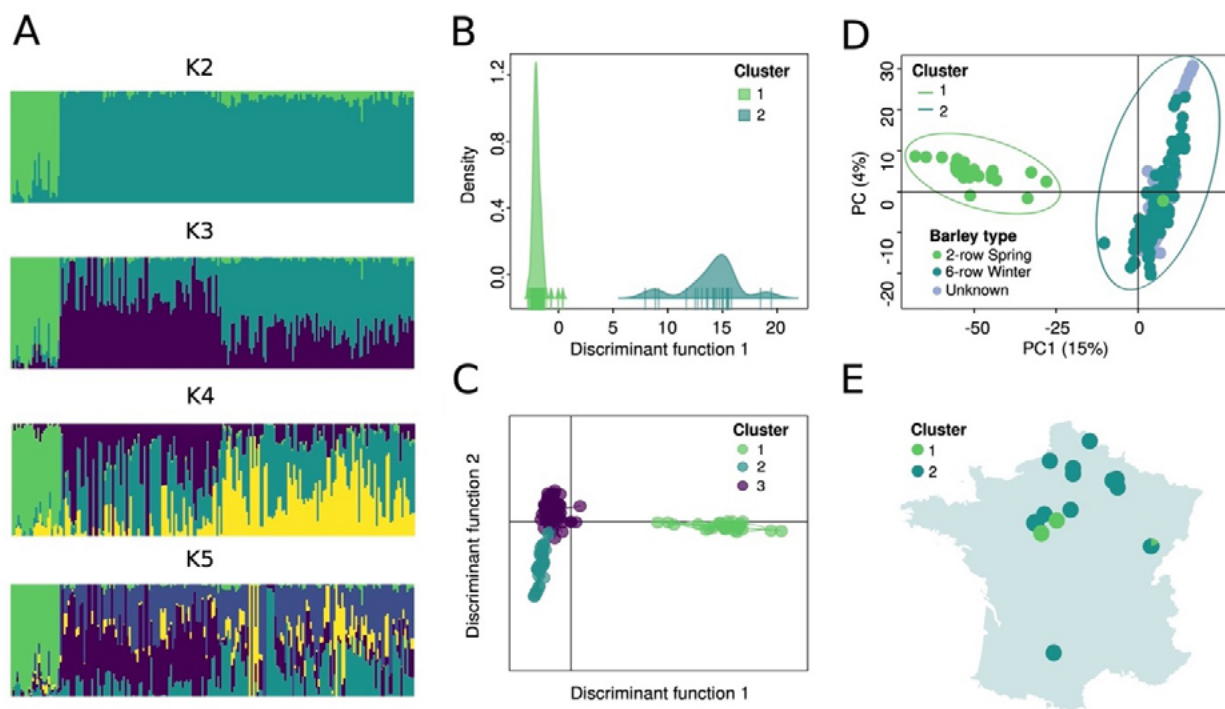 A
K2
K3
K4
K5
B
Density
1.2
0.8
0.4
0.0
Cluster
1
2
0
5
10
15
20
Discriminant function 1
C
Discriminant function 2
Cluster
1
2
3
Discriminant function 1
D
PC (4%)
30
20
10
0
-10
-20
Cluster
1
2
Barley type
2-row Spring
6-row Winter
Unknown
-50
-25
0
PC1 (15%)
E
Cluster
1
2